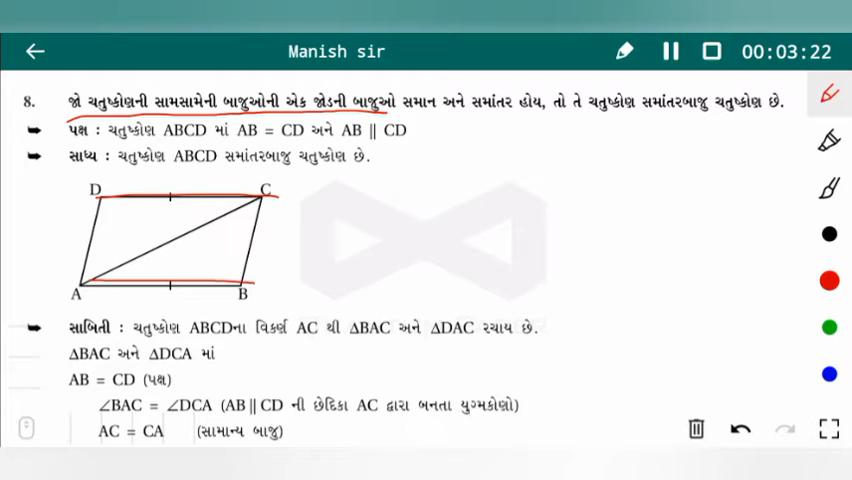 Manish sir
00:03:22
8. જો ચતુષ્કોણની સામસામેની બાજુઓની એક જોડની બાજુઓ સમાન અને સમાંતર હોય, તો તે ચતુષ્કોણ સમાંતરબાજુ ચતુષ્કોણ છે.
➥ પક્ષ : ચતુષ્કોણ ABCD માં AB = CD અને AB || CD
➥ સાધ્ય : ચતુષ્કોણ ABCD સમાંતરબાજુ ચતુષ્કોણ છે.
D C
A B
➥ સાબિતી : ચતુષ્કોણ ABCDના વિકર્ણ AC થી ΔBAC અને ΔDAC રચાય છે.
ΔBAC અને ΔDCA માં
AB = CD (પક્ષ)
∠BAC = ∠DCA (AB || CD ની છેદિકા AC દ્વારા બનતા યુગ્મકોણો)
AC = CA (સામાન્ય બાજુ)